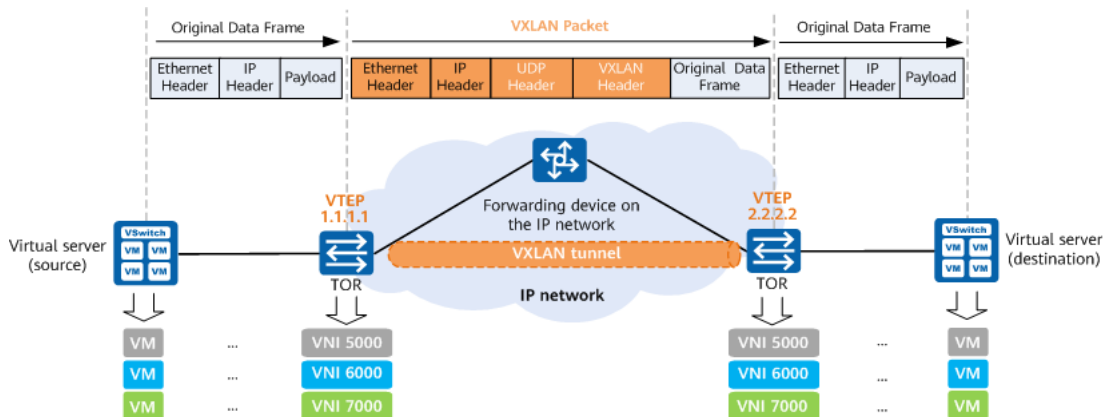 Original Data Frame
VXLAN Packet
Original Data Frame
Ethernet Header
IP Header
Payload
Ethernet Header
IP Header
UDP Header
VXLAN Header
Original Data Frame
Ethernet Header
IP Header
Payload
VTEP
1.1.1.1
Forwarding device on
the IP network
VTEP
2.2.2.2
Virtual server
(source)
VSwitch
VM VM
VM VM
TOR
VXLAN tunnel
IP network
TOR
VSwitch
VM VM
VM VM
Virtual server
(destination)
VM ... VNI 5000
VNI 5000 ... VM
VM ... VNI 6000
VNI 6000 ... VM
VM ... VNI 7000
VNI 7000 ... VM